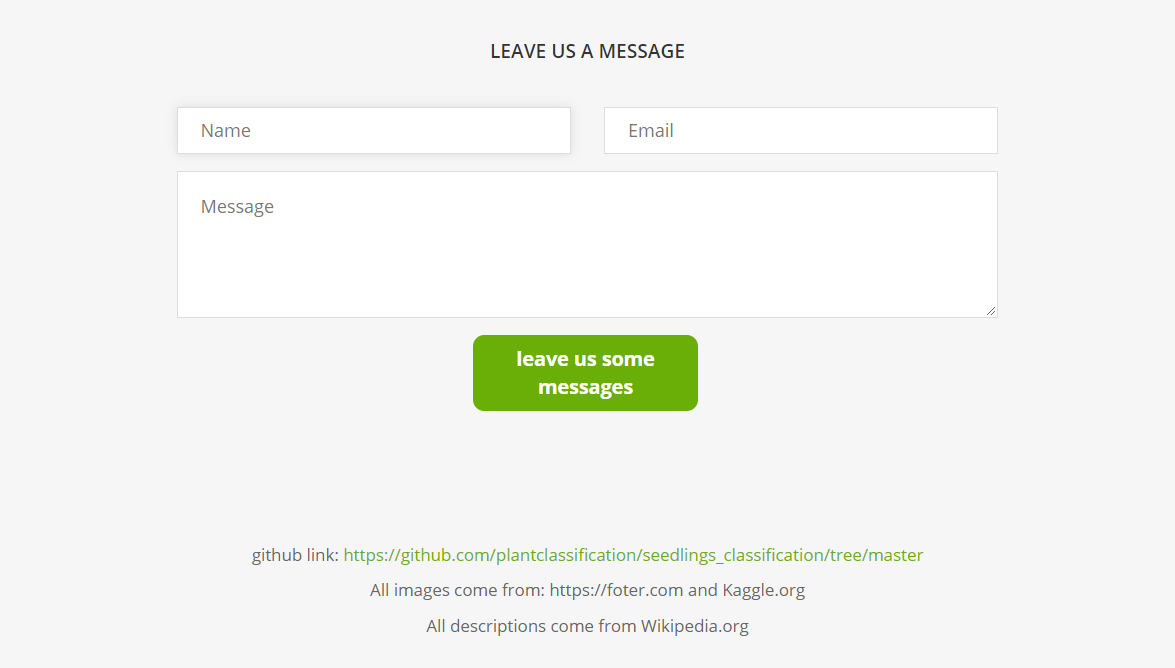 LEAVE US A MESSAGE
Name
Email
Message
leave us some
messages
github link: https://github.com/plantclassification/seedlings_classification/tree/master
All images come from: https://foter.com and Kaggle.org
All descriptions come from Wikipedia.org